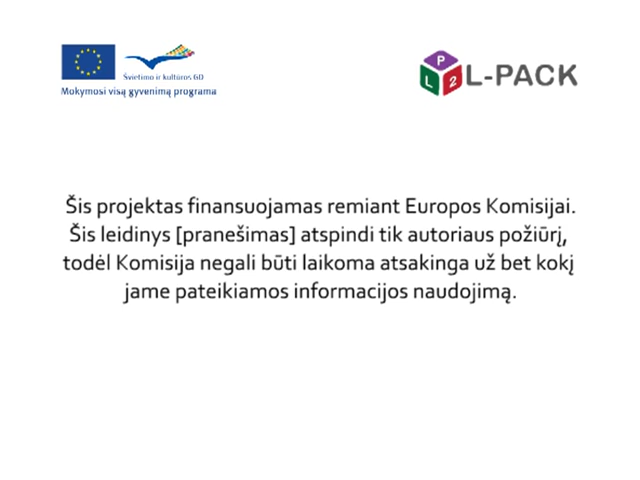 Švietimo ir kultūros GD
Mokymosi visą gyvenimą programa
P
L 2
L-PACK
Šis projektas finansuojamas remiant Europos Komisijai.
Šis leidinys [pranešimas] atspindi tik autoriaus požiūrį,
todėl Komisija negali būti laikoma atsakinga už bet kokį
jame pateikiamos informacijos naudojimą.